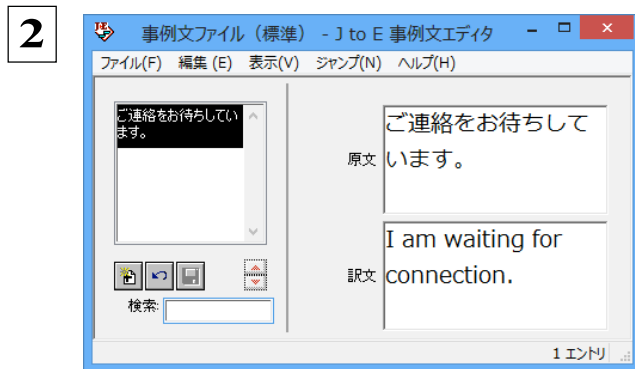 2
事例文ファイル（標準） - J to E 事例文エディタ
ファイル(F) 編集 (E) 表示(V) ジャンプ(N) ヘルプ(H)
ご連絡をお待ちしてい
ます。
検索:
原文
ご連絡をお待ちして
います。
訳文
I am waiting for
connection.
1 エントリ